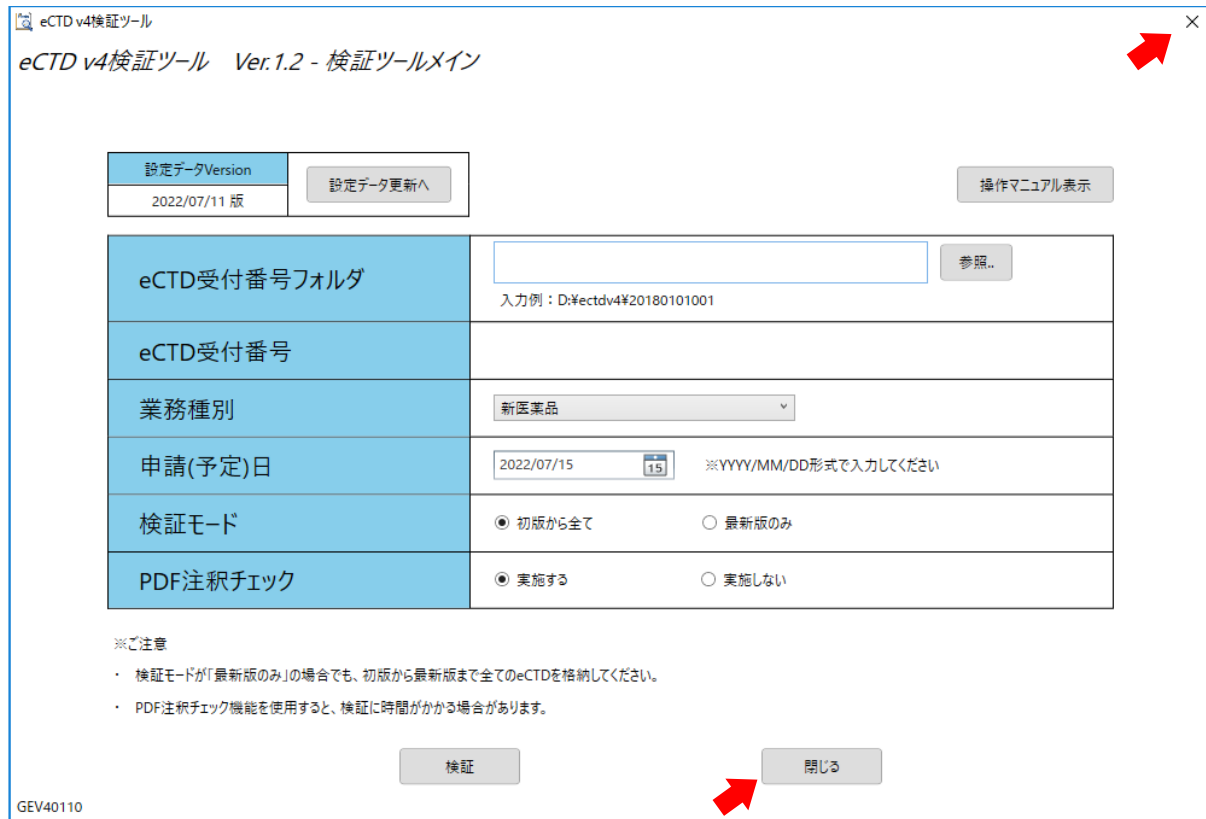 eCTD v4検証ツール
eCTD v4検証ツール　Ver.1.2 - 検証ツールメイン
設定データVersion
2022/07/11 版
設定データ更新へ
操作マニュアル表示
eCTD受付番号フォルダ
参照..
入力例：D:¥ectdv4¥20180101001
eCTD受付番号
業務種別
新医薬品
申請(予定)日
2022/07/15
15
※YYYY/MM/DD形式で入力してください
検証モード
初版から全て
最新版のみ
PDF注釈チェック
実施する
実施しない
※ご注意
・ 検証モードが「最新版のみ」の場合でも、初版から最新版まで全てのeCTDを格納してください。
・ PDF注釈チェック機能を使用すると、検証に時間がかかる場合があります。
検証
閉じる
GEV40110